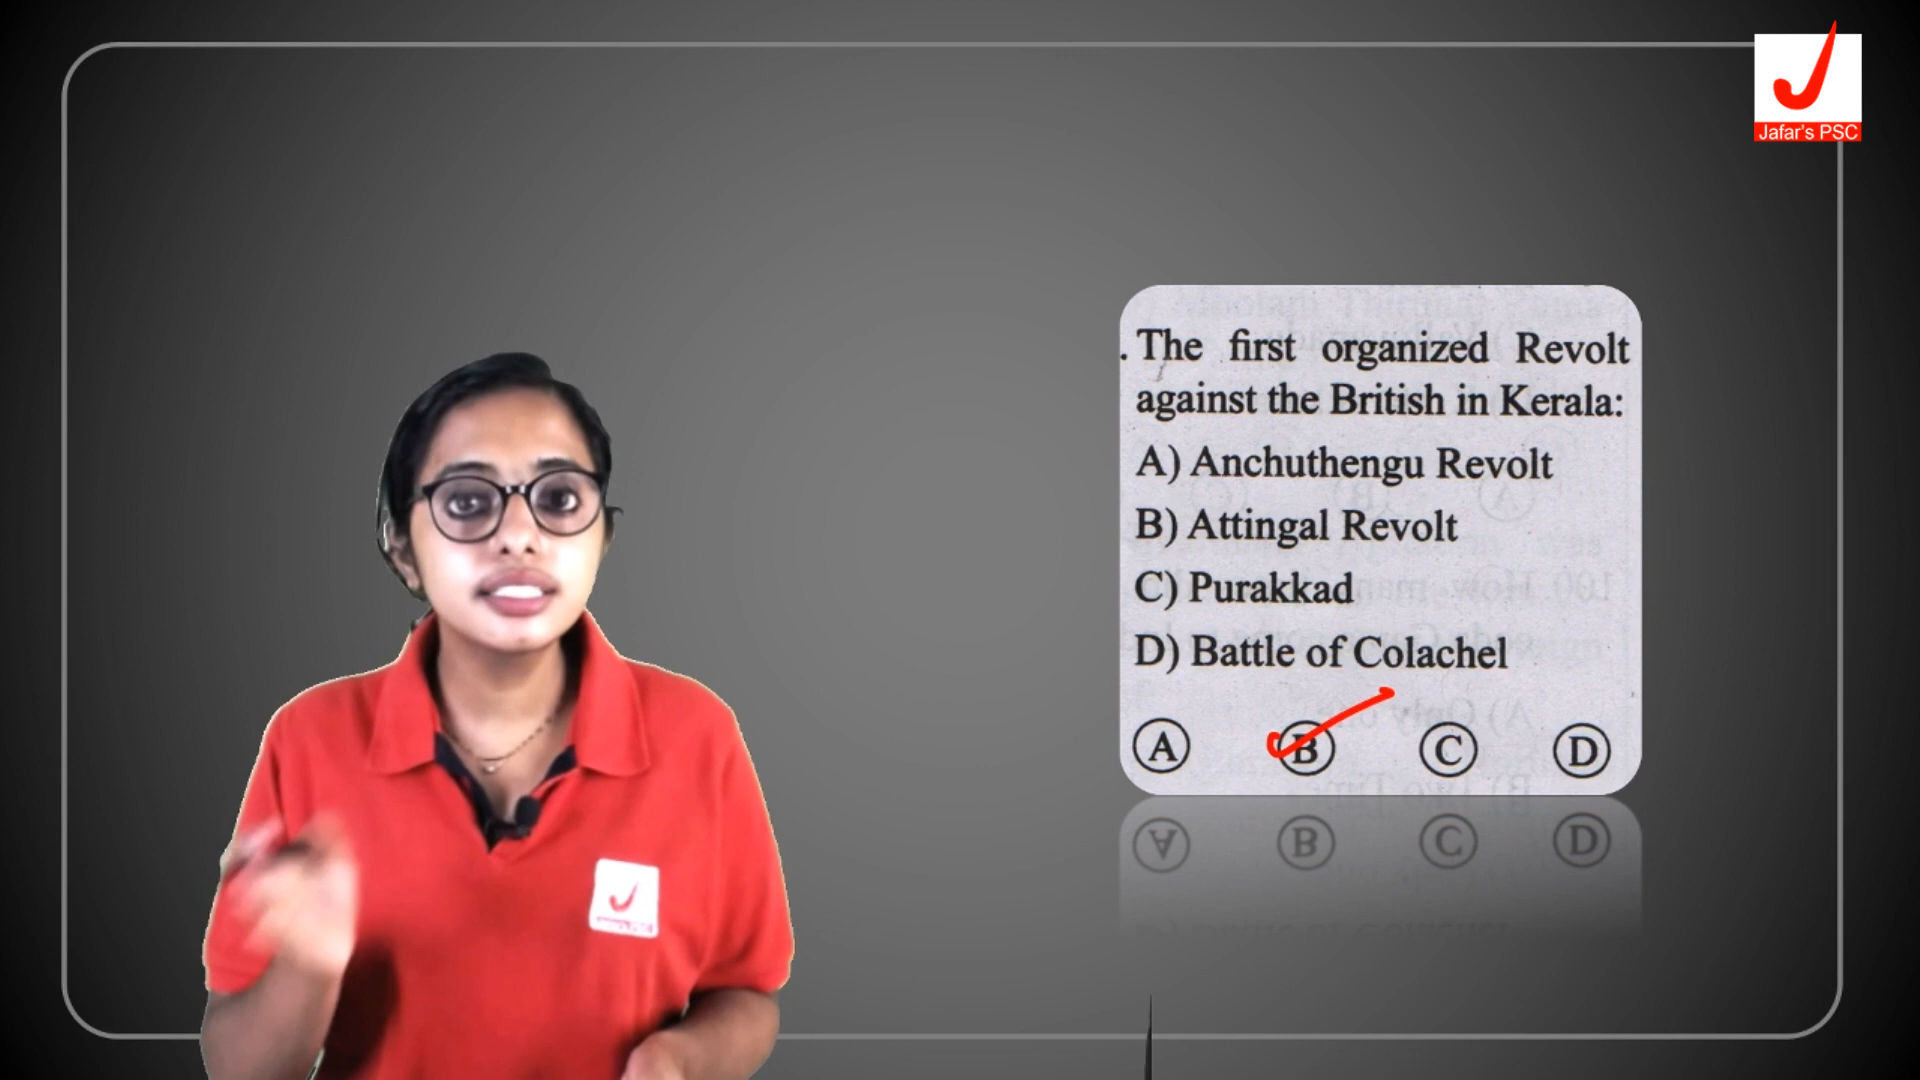 Jafar's PSC
. The first organized Revolt
against the British in Kerala:
A) Anchuthengu Revolt
B) Attingal Revolt
C) Purakkad
D) Battle of Colachel
A B C D